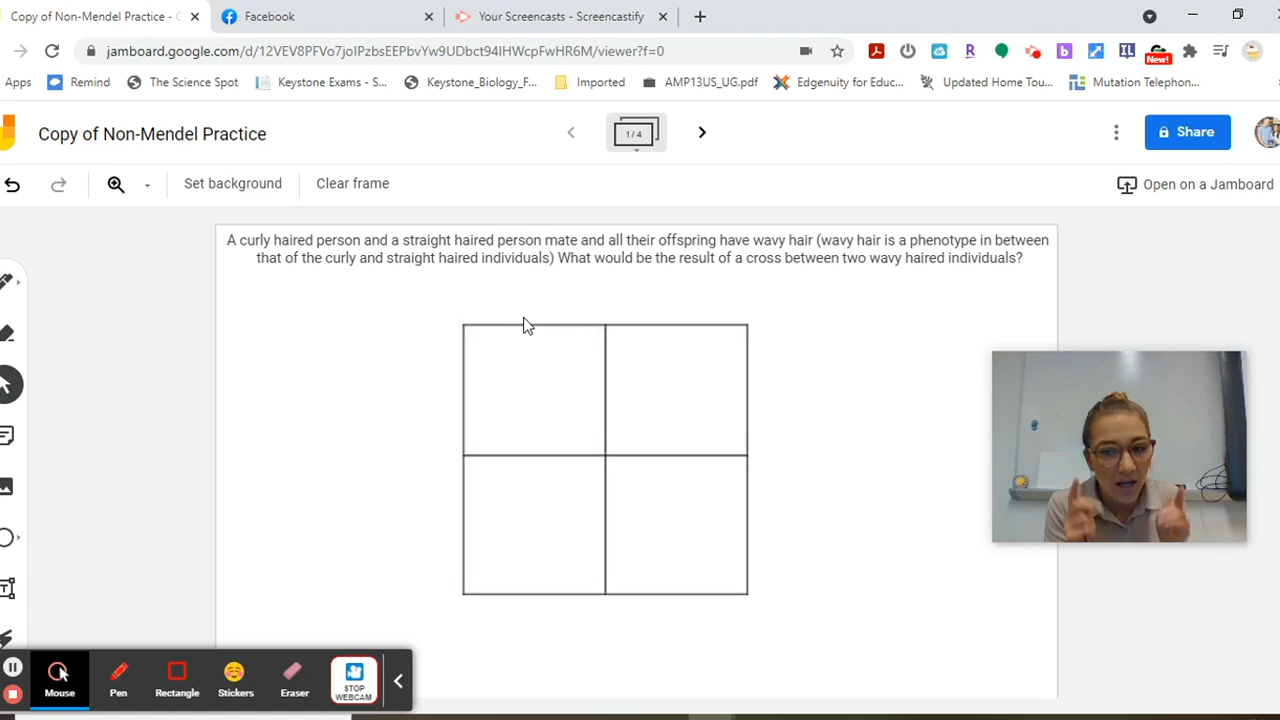 Copy of Non-Mendel Practice - G
Facebook
Your Screencasts - Screencastify
jamboard.google.com/d/12VEV8PFVo7joIPzbsEEPbvYw9UDbct94IHWcpFwHR6M/viewer?f=0
New!
Apps
Remind
The Science Spot
Keystone Exams - S...
Keystone_Biology_F...
Imported
AMP13US_UG.pdf
Edgenuity for Educ...
Updated Home Tou...
Mutation Telephon...
Copy of Non-Mendel Practice
1/4
Share
Set background
Clear frame
Open on a Jamboard
A curly haired person and a straight haired person mate and all their offspring have wavy hair (wavy hair is a phenotype in between
that of the curly and straight haired individuals) What would be the result of a cross between two wavy haired individuals?
Mouse
Pen
Rectangle
Stickers
Eraser
STOP
WEBCAM